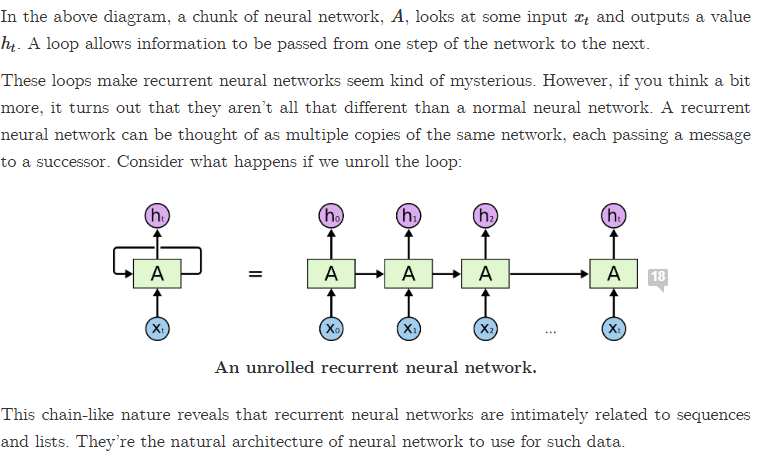 In the above diagram, a chunk of neural network, A, looks at some input xₜ and outputs a value
hₜ. A loop allows information to be passed from one step of the network to the next.
These loops make recurrent neural networks seem kind of mysterious. However, if you think a bit
more, it turns out that they aren't all that different than a normal neural network. A recurrent
neural network can be thought of as multiple copies of the same network, each passing a message
to a successor. Consider what happens if we unroll the loop:
hₜ h₀ h₁ h₂ hₜ
A = A A A A 18
xₜ x₀ x₁ x₂ ... xₜ
An unrolled recurrent neural network.
This chain-like nature reveals that recurrent neural networks are intimately related to sequences
and lists. They're the natural architecture of neural network to use for such data.